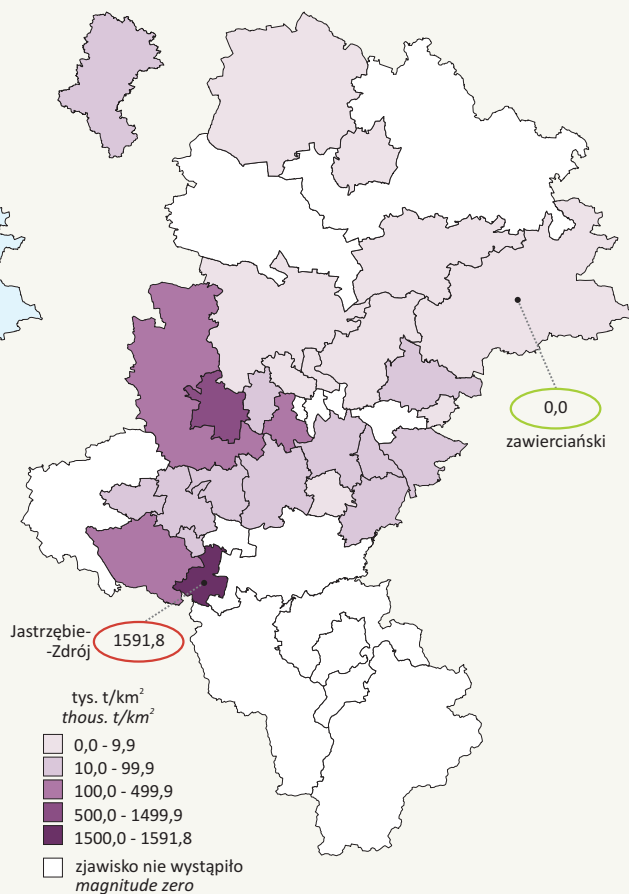 0,0
zawierciański
Jastrzębie-
-Zdrój
1591,8
tys. t/km²
thous. t/km²
0,0 - 9,9
10,0 - 99,9
100,0 - 499,9
500,0 - 1499,9
1500,0 - 1591,8
zjawisko nie wystąpiło
magnitude zero